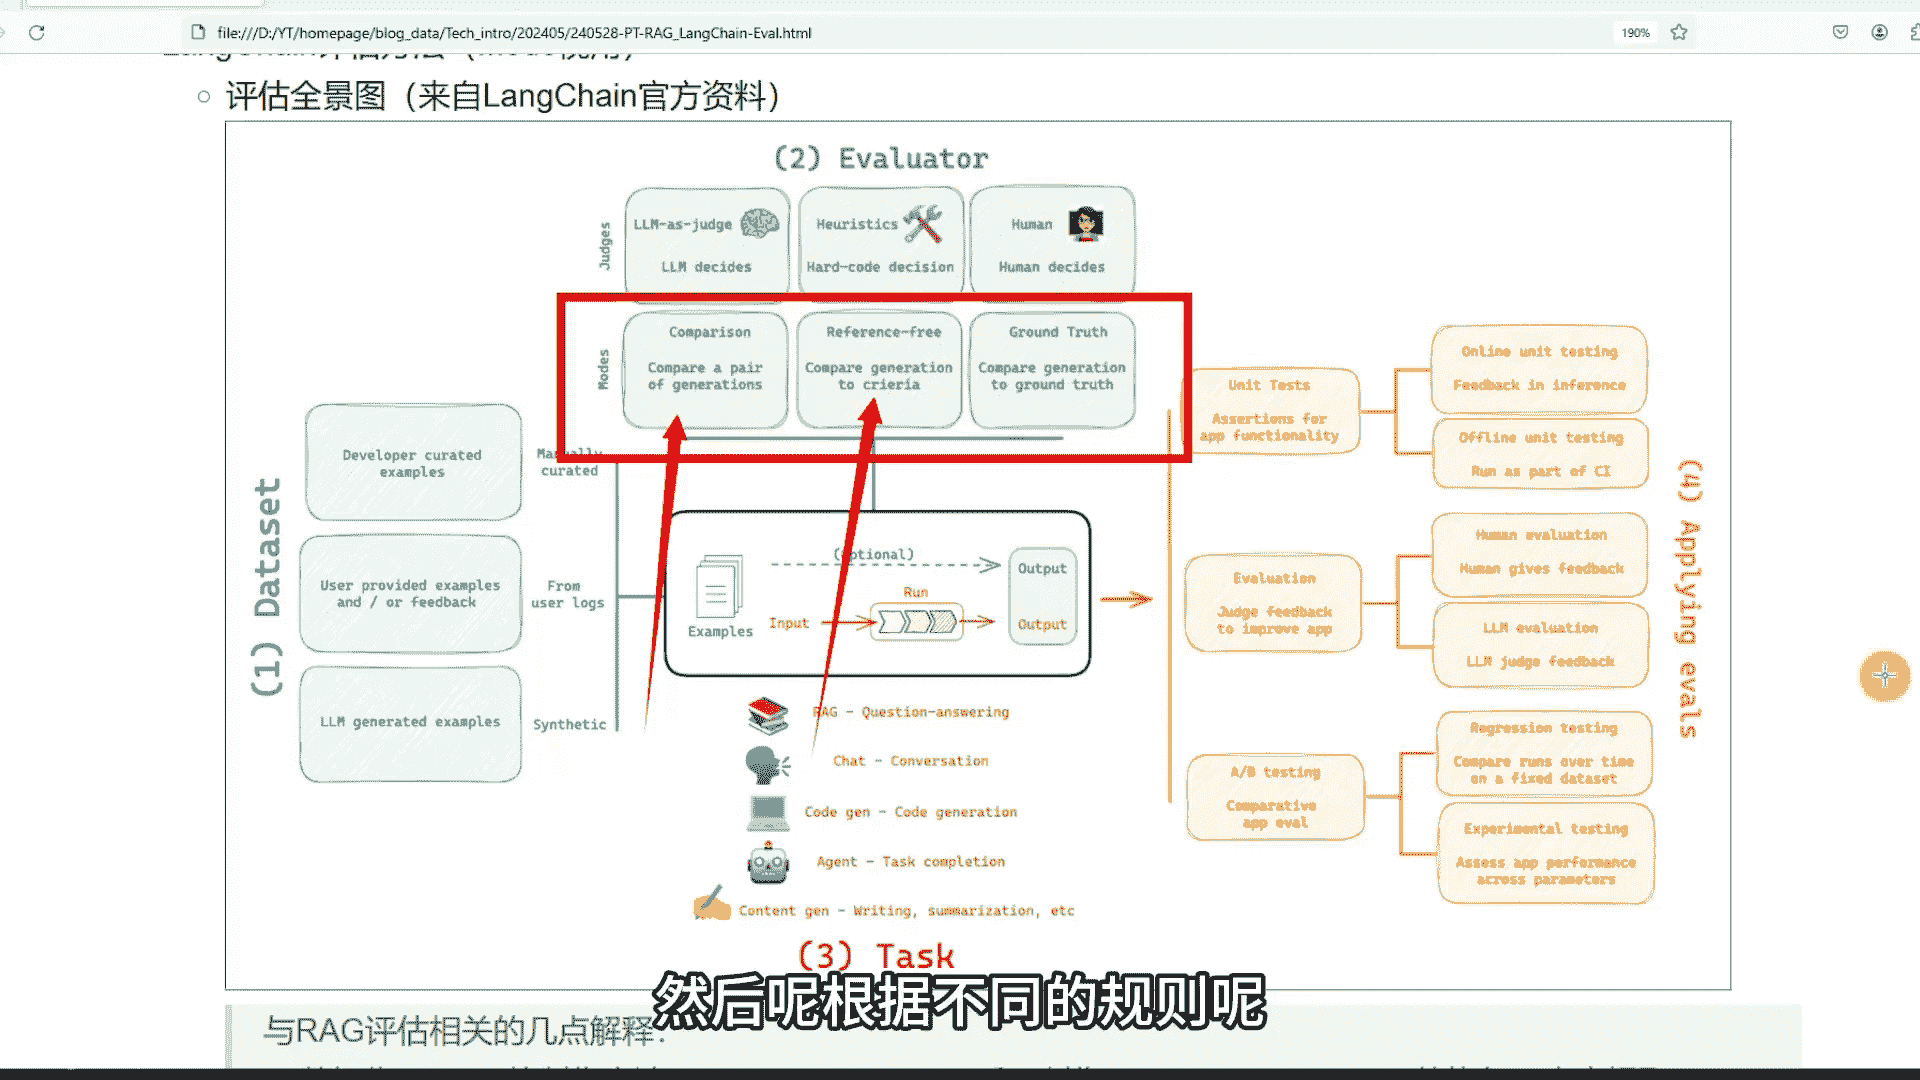 file:///D:/YT/homepage/blog_data/Tech_intro/202405/240528-PT-RAG_LangChain-Eval.html
190%
评估全景图（来自LangChain官方资料）
(2) Evaluator
Judges
LLM-as-judge
LLM decides
Heuristics
Hard-code decision
Human
Human decides
Modes
Comparison
Compare a pair
of generations
Reference-free
Compare generation
to crieria
Ground Truth
Compare generation
to ground truth
(1) Dataset
Developer curated
examples
Manually
curated
User provided examples
and / or feedback
From
user logs
LLM generated examples
Synthetic
Examples
(optional)
Input
Run
Output
Output
RAG - Question-answering
Chat - Conversation
Code gen - Code generation
Agent - Task completion
Content gen - Writing, summarization, etc
(3) Task
Unit Tests
Assertions for
app functionality
Online unit testing
Feedback in inference
Offline unit testing
Run as part of CI
Evaluation
Judge feedback
to improve app
Human evaluation
Human gives feedback
LLM evaluation
LLM judge feedback
A/B testing
Comparative
app eval
Regression testing
Compare runs over time
on a fixed dataset
Experimental testing
Assess app performance
across parameters
(4) Applying evals
然后呢根据不同的规则呢
与RAG评估相关的几点解释：